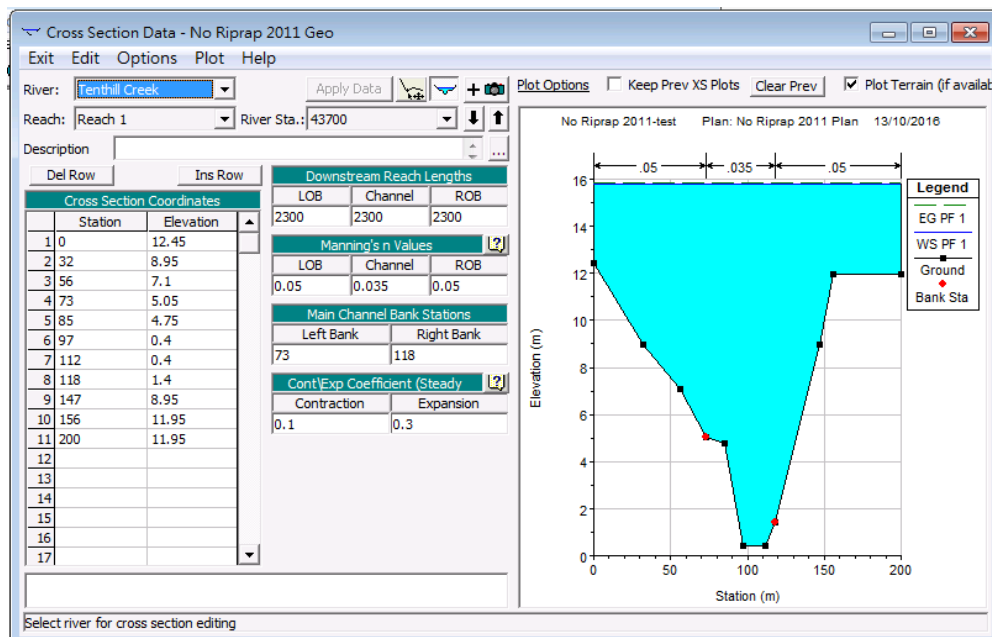 Cross Section Data - No Riprap 2011 Geo
Exit Edit Options Plot Help
River: Tenthill Creek Apply Data
Reach: Reach 1 River Sta.: 43700
Description ...
Del Row Ins Row
Cross Section Coordinates
Station Elevation
1 0 12.45
2 32 8.95
3 56 7.1
4 73 5.05
5 85 4.75
6 97 0.4
7 112 0.4
8 118 1.4
9 147 8.95
10 156 11.95
11 200 11.95
12
13
14
15
16
17
Downstream Reach Lengths
LOB Channel ROB
2300 2300 2300
Manning's n Values
LOB Channel ROB
0.05 0.035 0.05
Main Channel Bank Stations
Left Bank Right Bank
73 118
Cont\Exp Coefficient (Steady
Contraction Expansion
0.1 0.3
Plot Options Keep Prev XS Plots Clear Prev Plot Terrain (if availab
No Riprap 2011-test Plan: No Riprap 2011 Plan 13/10/2016
.05 .035 .05
16
14
12
10
8
6
4
2
0
Elevation (m)
0 50 100 150 200
Station (m)
Legend
EG PF 1
WS PF 1
Ground
Bank Sta
Select river for cross section editing